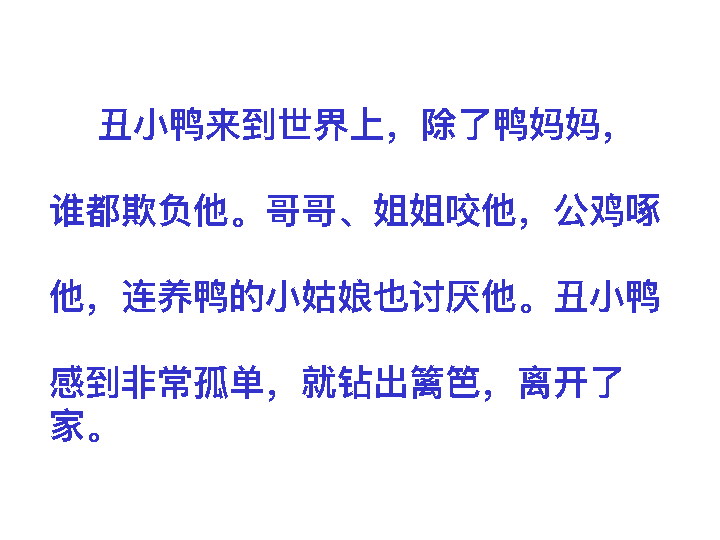 丑小鸭来到世界上，除了鸭妈妈，
谁都欺负他。哥哥、姐姐咬他，公鸡啄
他，连养鸭的小姑娘也讨厌他。丑小鸭
感到非常孤单，就钻出篱笆，离开了
家。